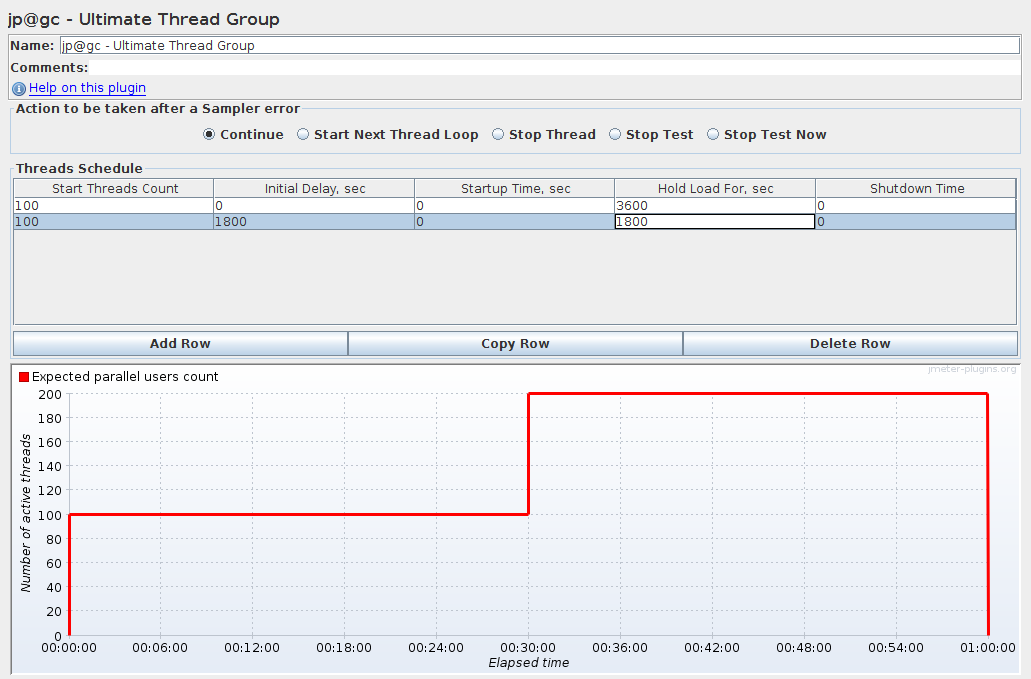 jp@gc - Ultimate Thread Group
Name: jp@gc - Ultimate Thread Group
Comments:
Help on this plugin
Action to be taken after a Sampler error
Continue Start Next Thread Loop Stop Thread Stop Test Stop Test Now
Threads Schedule
Start Threads Count Initial Delay, sec Startup Time, sec Hold Load For, sec Shutdown Time
100 0 0 3600 0
100 1800 0 1800 0
Add Row Copy Row Delete Row
jmeter-plugins.org
Expected parallel users count
200
180
160
140
120
100
80
60
40
20
0
Number of active threads
00:00:00 00:06:00 00:12:00 00:18:00 00:24:00 00:30:00 00:36:00 00:42:00 00:48:00 00:54:00 01:00:00
Elapsed time